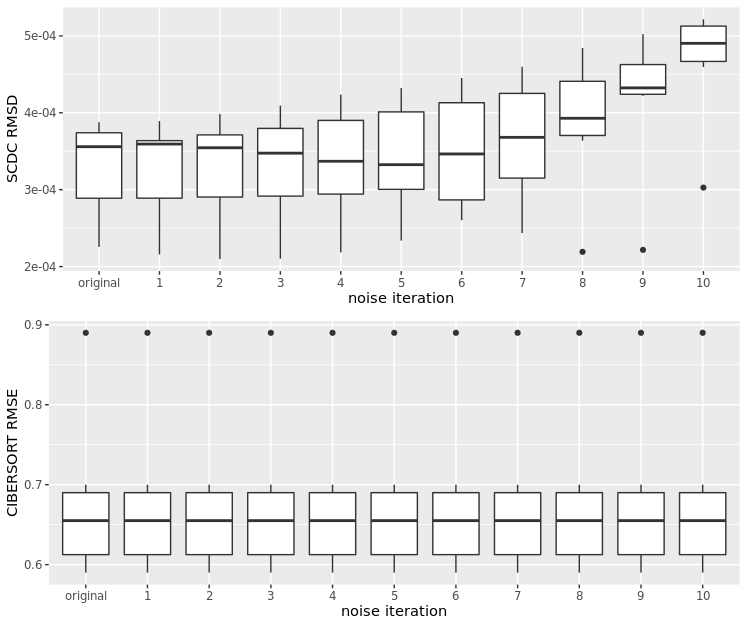 SCDC RMSD
5e-04
4e-04
3e-04
2e-04
original 1 2 3 4 5 6 7 8 9 10
noise iteration
CIBERSORT RMSE
0.9
0.8
0.7
0.6
original 1 2 3 4 5 6 7 8 9 10
noise iteration